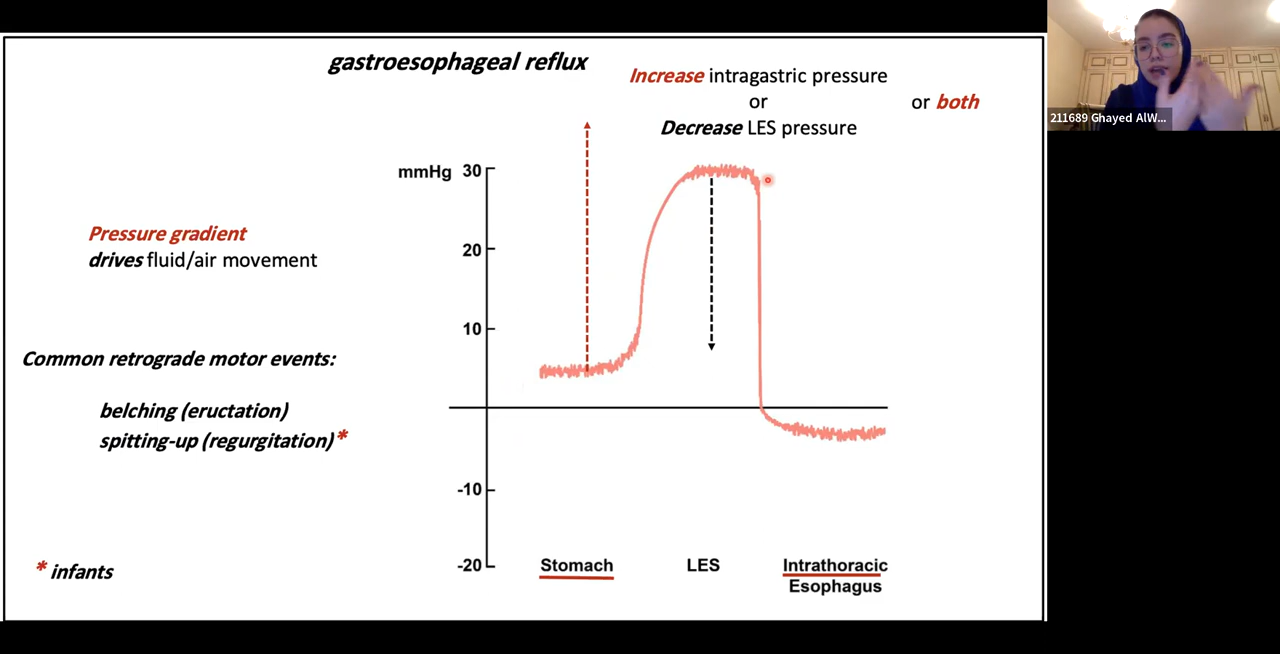 gastroesophageal reflux
Increase intragastric pressure
or
or both
Decrease LES pressure
211689 Ghayed AlW...
mmHg 30
20
10
-10
-20
Pressure gradient
drives fluid/air movement
Common retrograde motor events:
belching (eructation)
spitting-up (regurgitation)*
* infants
Stomach
LES
Intrathoracic
Esophagus